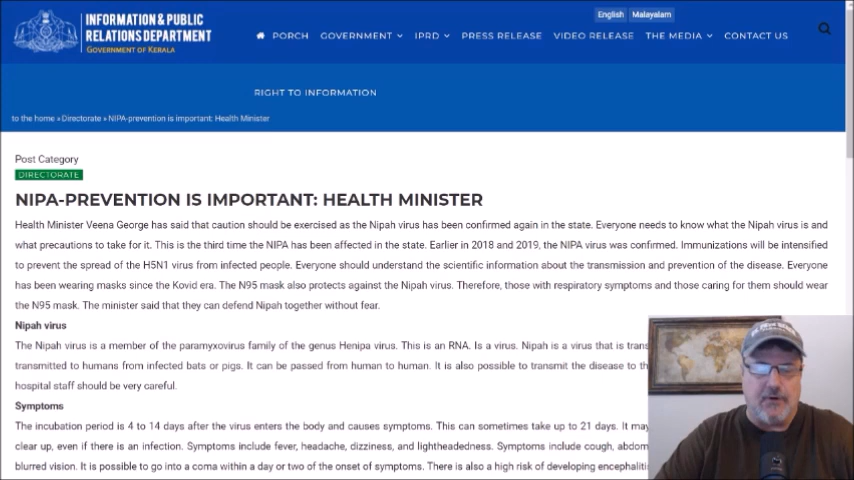 INFORMATION & PUBLIC
RELATIONS DEPARTMENT
GOVERNMENT OF KERALA
English Malayalam
PORCH GOVERNMENT IPRD PRESS RELEASE VIDEO RELEASE THE MEDIA CONTACT US
RIGHT TO INFORMATION
to the home » Directorate » NIPA-prevention is important: Health Minister
Post Category
DIRECTORATE
NIPA-PREVENTION IS IMPORTANT: HEALTH MINISTER
Health Minister Veena George has said that caution should be exercised as the Nipah virus has been confirmed again in the state. Everyone needs to know what the Nipah virus is and
what precautions to take for it. This is the third time the NIPA has been affected in the state. Earlier in 2018 and 2019, the NIPA virus was confirmed. Immunizations will be intensified
to prevent the spread of the H5N1 virus from infected people. Everyone should understand the scientific information about the transmission and prevention of the disease. Everyone
has been wearing masks since the Kovid era. The N95 mask also protects against the Nipah virus. Therefore, those with respiratory symptoms and those caring for them should wear
the N95 mask. The minister said that they can defend Nipah together without fear.
Nipah virus
The Nipah virus is a member of the paramyxovirus family of the genus Henipa virus. This is an RNA. Is a virus. Nipah is a virus that is
transmitted to humans from infected bats or pigs. It can be passed from human to human. It is also possible to transmit the disease to
hospital staff should be very careful.
Symptoms
The incubation period is 4 to 14 days after the virus enters the body and causes symptoms. This can sometimes take up to 21 days. It may
clear up, even if there is an infection. Symptoms include fever, headache, dizziness, and lightheadedness. Symptoms include cough,
blurred vision. It is possible to go into a coma within a day or two of the onset of symptoms. There is also a high risk of developing